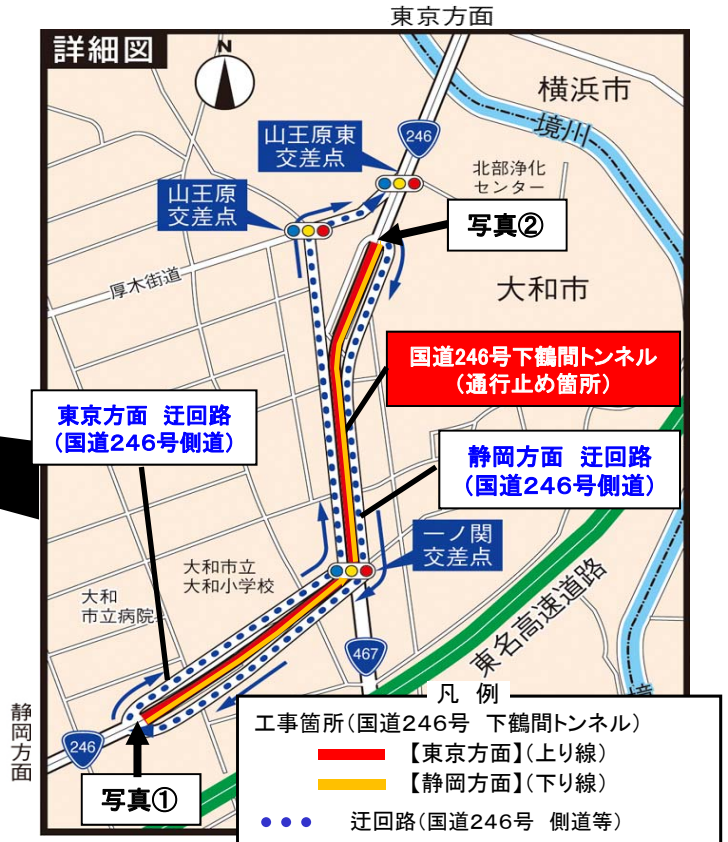 東京方面
詳細図
N
横浜市
境川
山王原東
交差点
246
北部浄化
センター
山王原
交差点
写真②
厚木街道
大和市
国道246号下鶴間トンネル
(通行止め箇所)
東京方面 迂回路
(国道246号側道)
静岡方面 迂回路
(国道246号側道)
一ノ関
交差点
大和市立
大和小学校
大和
市立病院
東名高速道路
467
静岡方面
246
写真①
境
凡 例
工事箇所(国道246号 下鶴間トンネル)
【東京方面】(上り線)
【静岡方面】(下り線)
迂回路(国道246号 側道等)